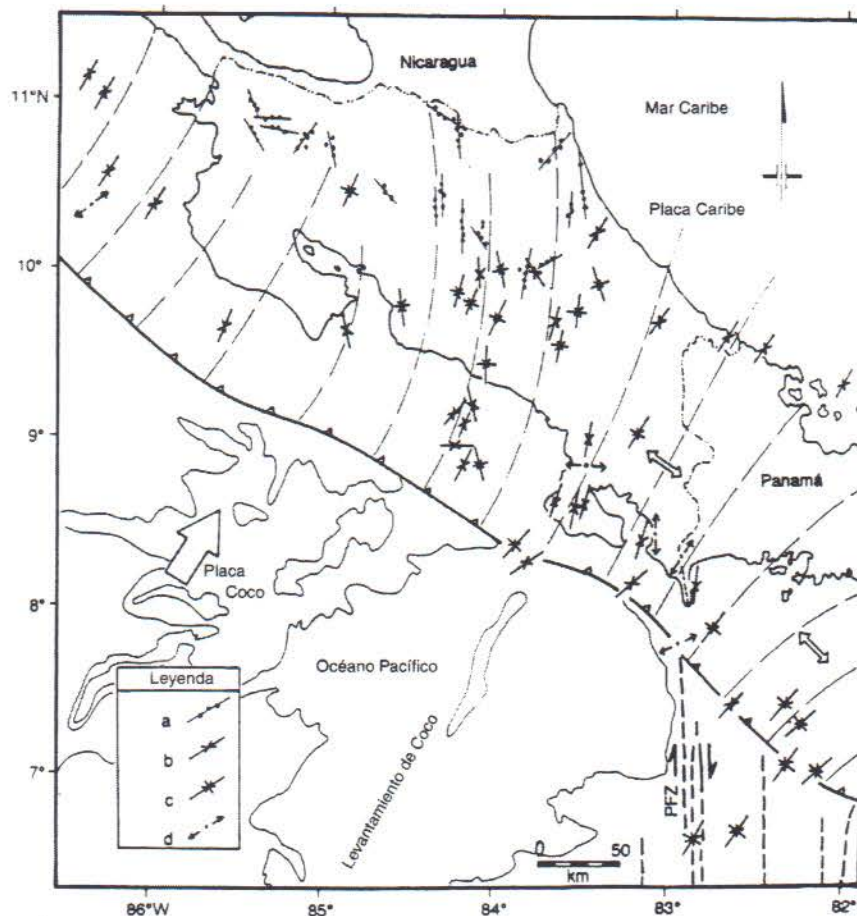 Nicaragua
11°N
Mar Caribe
Placa Caribe
10°
9°
Panamá
Placa
Coco
8°
Océano Pacífico
Leyenda
a
b
c
d
7°
Levantamiento de Coco
PFZ
0 50
km
86°W
85°
84°
83°
82°